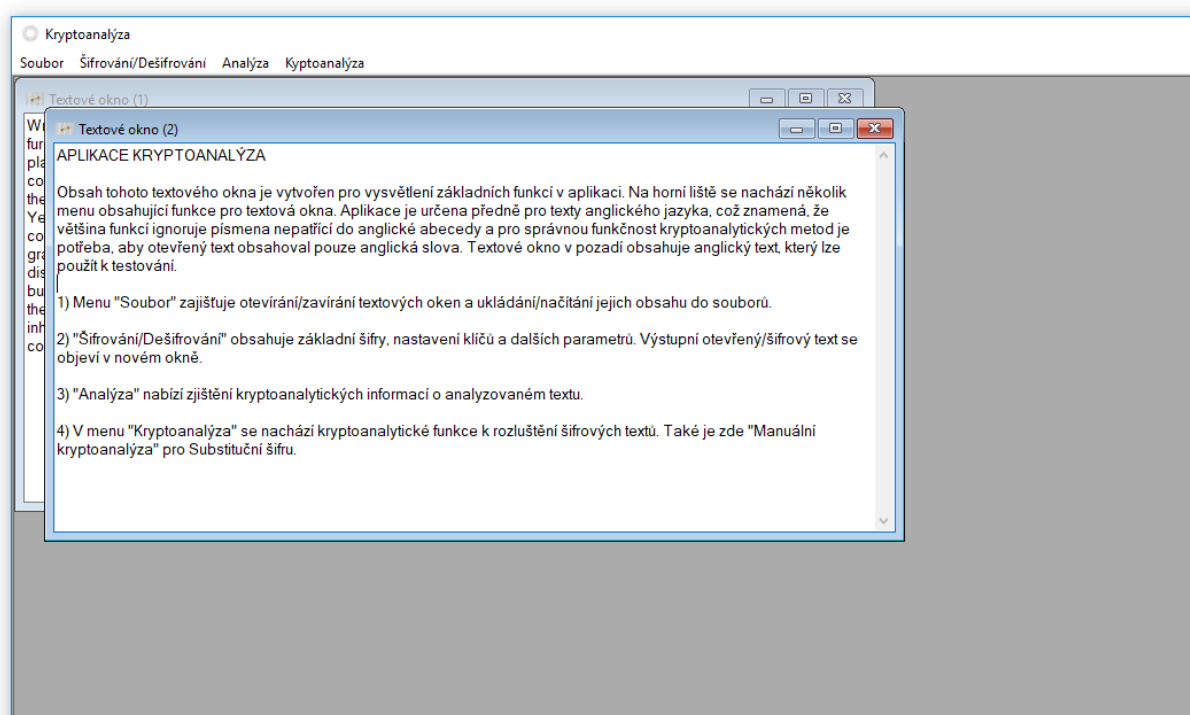 Kryptoanalýza
Soubor Šifrování/Dešifrování Analýza Kyptoanalýza
Textové okno (1)
Textové okno (2)
APLIKACE KRYPTOANALÝZA
Obsah tohoto textového okna je vytvořen pro vysvětlení základních funkcí v aplikaci. Na horní liště se nachází několik
menu obsahující funkce pro textová okna. Aplikace je určena předně pro texty anglického jazyka, což znamená, že
většina funkcí ignoruje písmena nepatřící do anglické abecedy a pro správnou funkčnost kryptoanalytických metod je
potřeba, aby otevřený text obsahoval pouze anglická slova. Textové okno v pozadí obsahuje anglický text, který lze
použít k testování.
1) Menu "Soubor" zajišťuje otevírání/zavírání textových oken a ukládání/načítání jejich obsahu do souborů.
2) "Šifrování/Dešifrování" obsahuje základní šifry, nastavení klíčů a dalších parametrů. Výstupní otevřený/šifrový text se
objeví v novém okně.
3) "Analýza" nabízí zjištění kryptoanalytických informací o analyzovaném textu.
4) V menu "Kryptoanalýza" se nachází kryptoanalytické funkce k rozluštění šifrových textů. Také je zde "Manuální
kryptoanalýza" pro Substituční šifru.